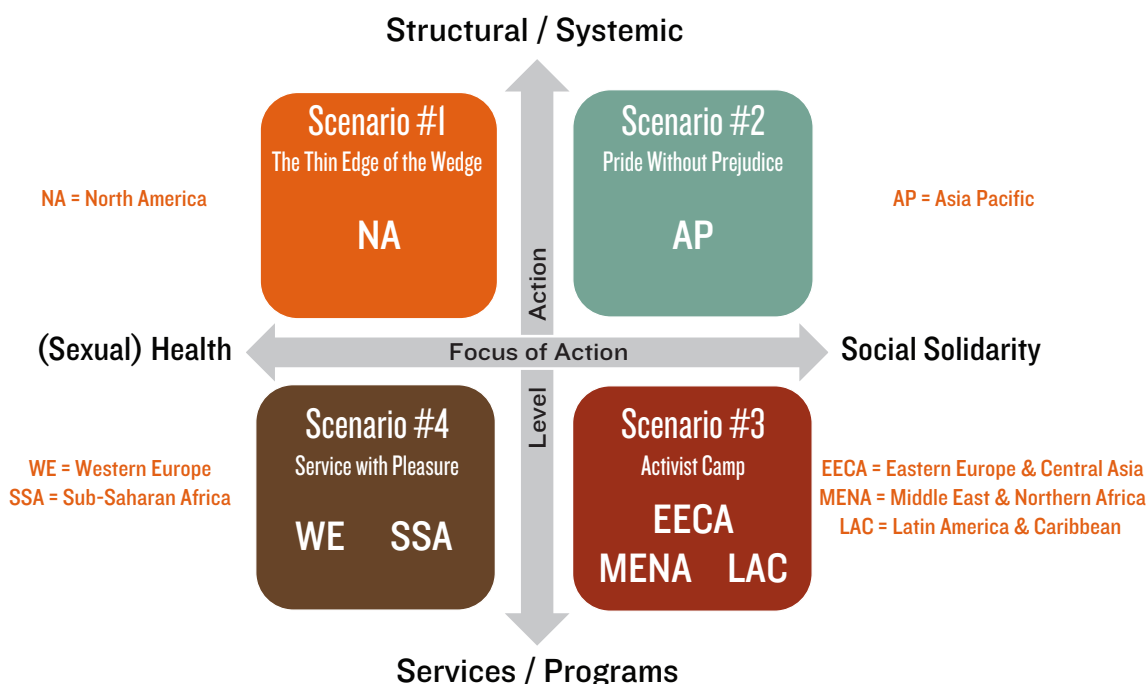 Structural / Systemic
Scenario #1
The Thin Edge of the Wedge
NA
Scenario #2
Pride Without Prejudice
AP
NA = North America
AP = Asia Pacific
Action
(Sexual) Health
Focus of Action
Social Solidarity
Level
Scenario #4
Service with Pleasure
WE SSA
Scenario #3
Activist Camp
EECA
MENA LAC
WE = Western Europe
SSA = Sub-Saharan Africa
EECA = Eastern Europe & Central Asia
MENA = Middle East & Northern Africa
LAC = Latin America & Caribbean
Services / Programs